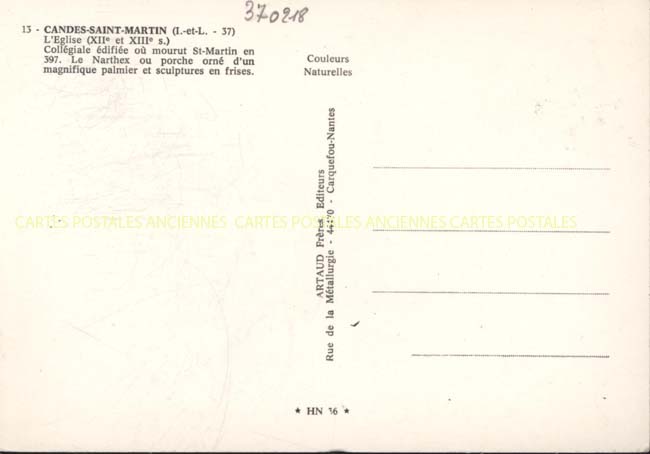 370218
13 - CANDES-SAINT-MARTIN (I.-et-L. - 37)
L'Eglise (XIIe et XIIIe s.)
Collégiale édifiée où mourut St-Martin en
397. Le Narthex ou porche orné d'un
magnifique palmier et sculptures en frises.
Couleurs
Naturelles
ARTAUD Frères Editeurs
Rue de la Métallurgie - - Carquefou-Nantes
CARTES POSTALES ANCIENNES CARTES POSTALES ANCIENNES CARTES POSTALES
* HN *